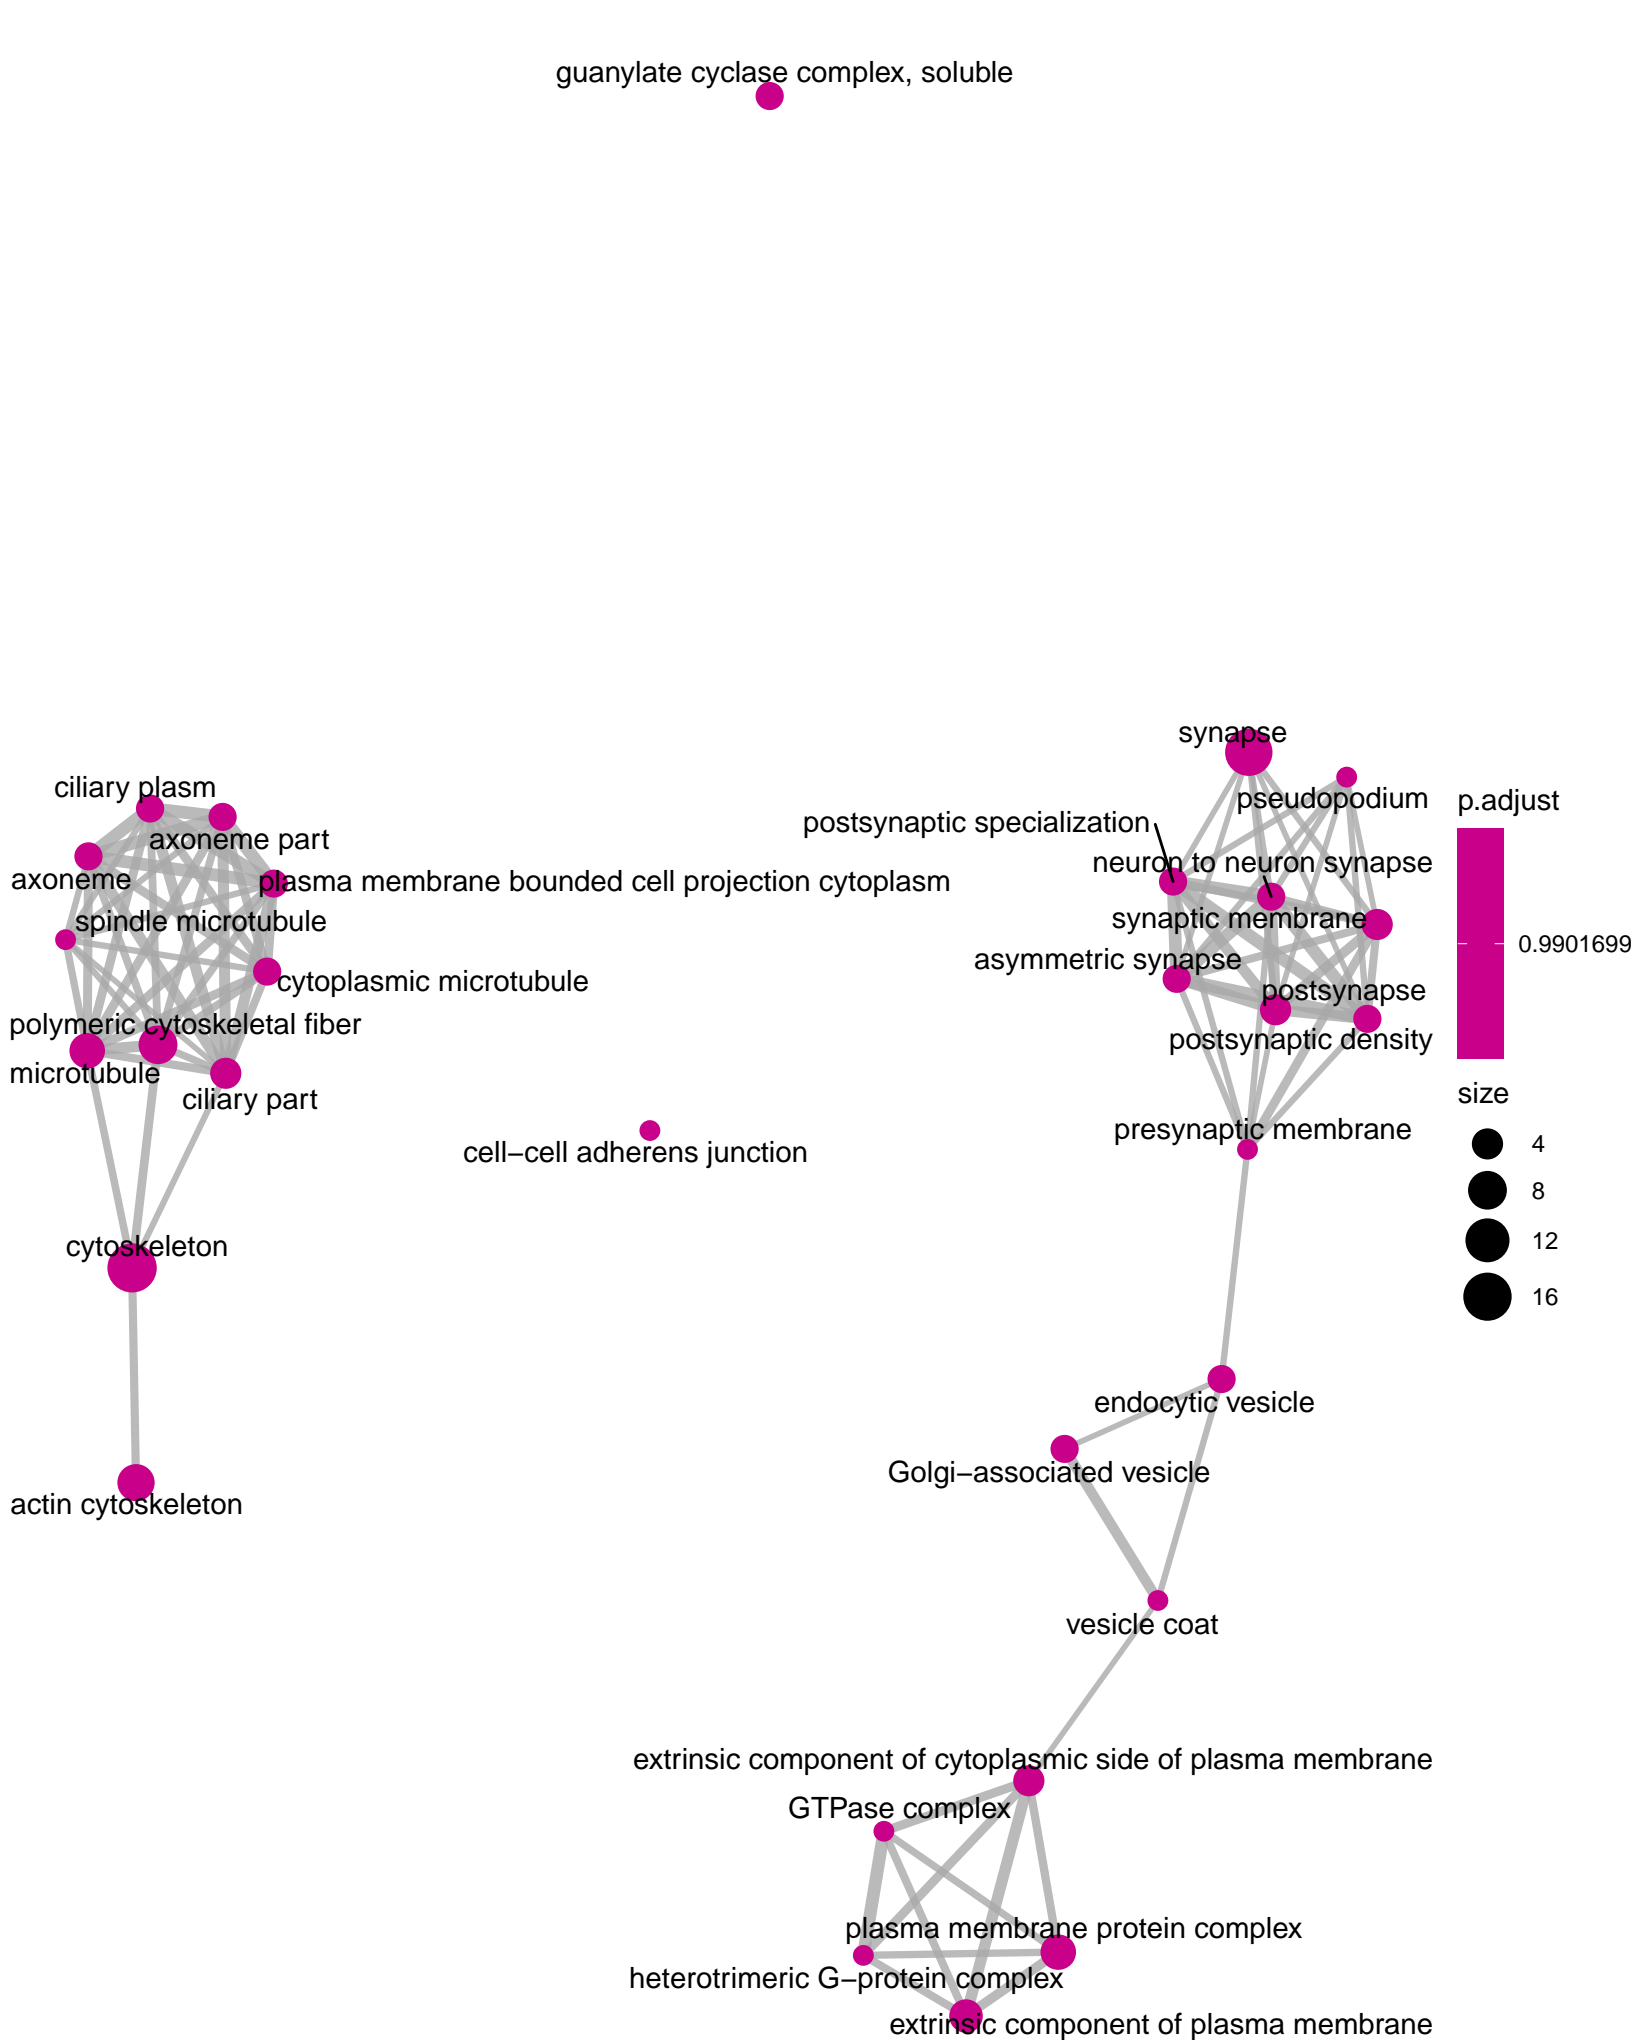 guanylate cyclase complex, soluble
synapse
ciliary plasm
pseudopodium
p.adjust
postsynaptic specialization
axoneme part
neuron to neuron synapse
axoneme
plasma membrane bounded cell projection cytoplasm
spindle microtubule
synaptic membrane
0.9901699
asymmetric synapse
cytoplasmic microtubule
postsynapse
polymeric cytoskeletal fiber
postsynaptic density
microtubule
size
ciliary part
presynaptic membrane
4
cell−cell adherens junction
8
12
cytoskeleton
16
endocytic vesicle
Golgi−associated vesicle
actin cytoskeleton
vesicle coat
extrinsic component of cytoplasmic side of plasma membrane
GTPase complex
plasma membrane protein complex
heterotrimeric G−protein complex
extrinsic component of plasma membrane